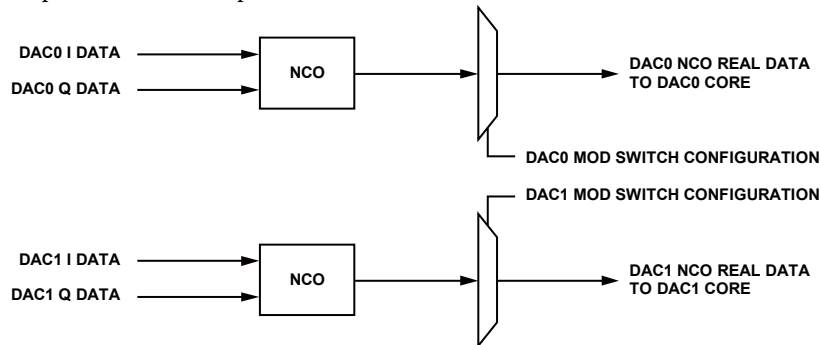 DAC0 I DATA
DAC0 Q DATA
NCO
DAC0 NCO REAL DATA
TO DAC0 CORE
DAC0 MOD SWITCH CONFIGURATION
DAC1 MOD SWITCH CONFIGURATION
DAC1 I DATA
DAC1 Q DATA
NCO
DAC1 NCO REAL DATA
TO DAC1 CORE